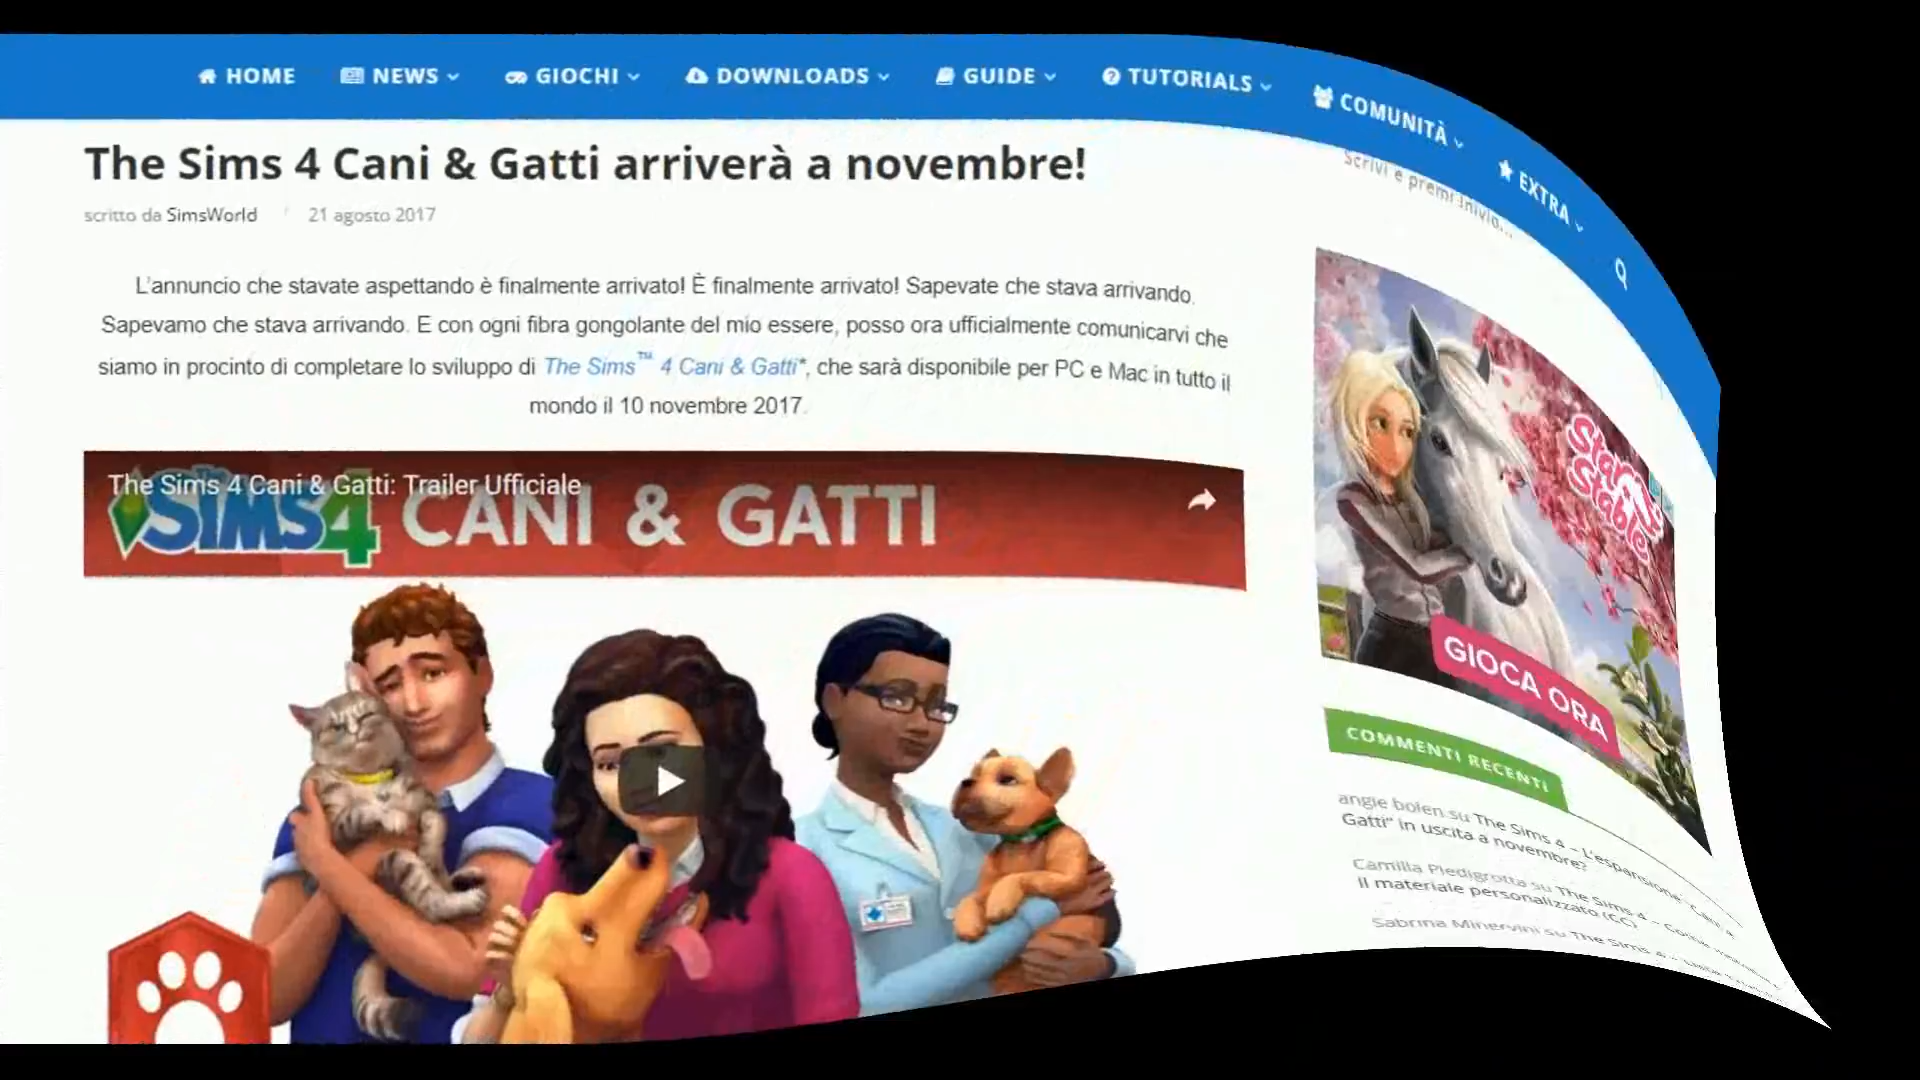 HOME NEWS GIOCHI DOWNLOADS GUIDE TUTORIALS COMUNITÀ EXTRA
The Sims 4 Cani & Gatti arriverà a novembre!
scritto da SimsWorld 21 agosto 2017
Scrivi e premi invio...
L'annuncio che stavate aspettando è finalmente arrivato! È finalmente arrivato! Sapevate che stava arrivando.
Sapevamo che stava arrivando. E con ogni fibra gongolante del mio essere, posso ora ufficialmente comunicarvi che
siamo in procinto di completare lo sviluppo di The Sims™ 4 Cani & Gatti*, che sarà disponibile per PC e Mac in tutto il
mondo il 10 novembre 2017.
The Sims 4 Cani & Gatti: Trailer Ufficiale
The SIMS 4 CANI & GATTI
Star Stable
GIOCA ORA
COMMENTI RECENTI
angie bolen su The Sims 4 – L'espansione "Cani e
Gatti" in uscita a novembre?
Camilla Piedigrotta su The Sims 4 – Come
il materiale personalizzato (CC)
Sabrina Minervini su The Sims 4 –